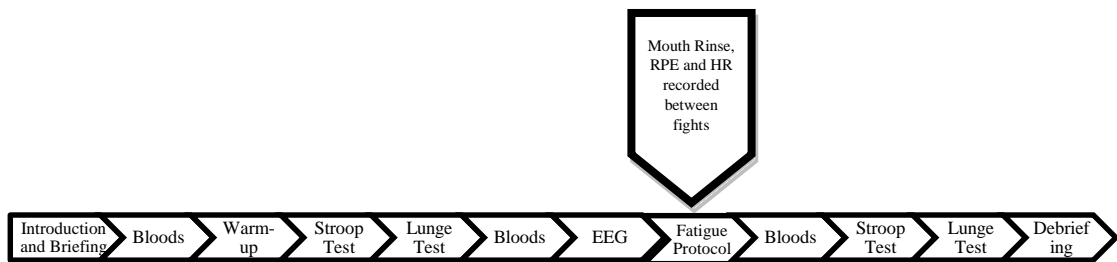 Mouth Rinse,
RPE and HR
recorded
between
fights
Introduction
and Briefing
Bloods
Warm-
up
Stroop
Test
Lunge
Test
Bloods
EEG
Fatigue
Protocol
Bloods
Stroop
Test
Lunge
Test
Debrief
ing